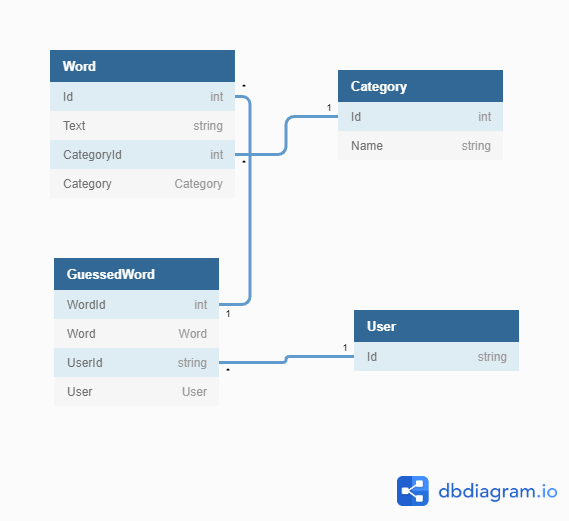 Word
Id int
Text string
CategoryId int
Category Category
*
*
1
Category
Id int
Name string
GuessedWord
WordId int
Word Word
UserId string
User User
1
*
1
User
Id string
dbdiagram.io